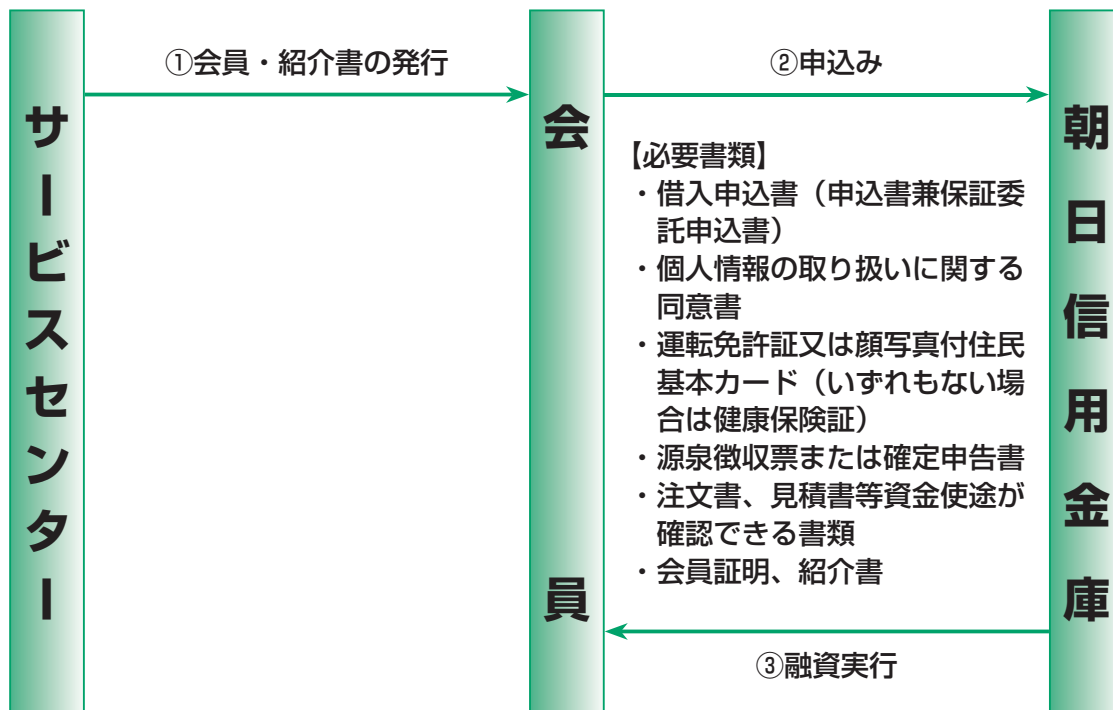 サービスセンター
①会員・紹介書の発行
会員
②申込み
【必要書類】
・借入申込書（申込書兼保証委
託申込書）
・個人情報の取り扱いに関する
同意書
・運転免許証又は顔写真付住民
基本カード（いずれもない場
合は健康保険証）
・源泉徴収票または確定申告書
・注文書、見積書等資金使途が
確認できる書類
・会員証明、紹介書
③融資実行
朝日信用金庫